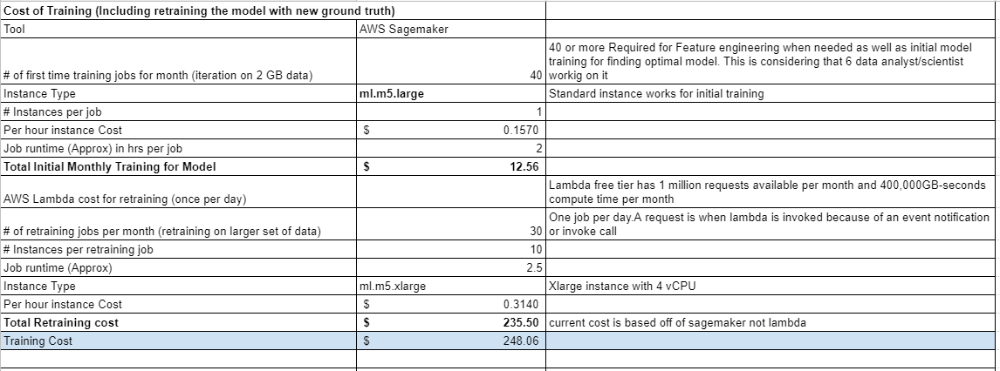 Cost of Training (Including retraining the model with new ground truth)
Tool AWS Sagemaker
40 or more Required for Feature engineering when needed as well as initial model
training for finding optimal model. This is considering that 6 data analyst/scientist
# of first time training jobs for month (iteration on 2 GB data) 40 workig on it
Instance Type ml.m5.large Standard instance works for initial training
# Instances per job 1
Per hour instance Cost $ 0.1570
Job runtime (Approx) in hrs per job 2
Total Initial Monthly Training for Model $ 12.56
Lambda free tier has 1 million requests available per month and 400,000GB-seconds
AWS Lambda cost for retraining (once per day) compute time per month
One job per day.A request is when lambda is invoked because of an event notification
# of retraining jobs per month (retraining on larger set of data) 30 or invoke call
# Instances per retraining job 10
Job runtime (Approx) 2.5
Instance Type ml.m5.xlarge Xlarge instance with 4 vCPU
Per hour instance Cost $ 0.3140
Total Retraining cost $ 235.50 current cost is based off of sagemaker not lambda
Training Cost $ 248.06